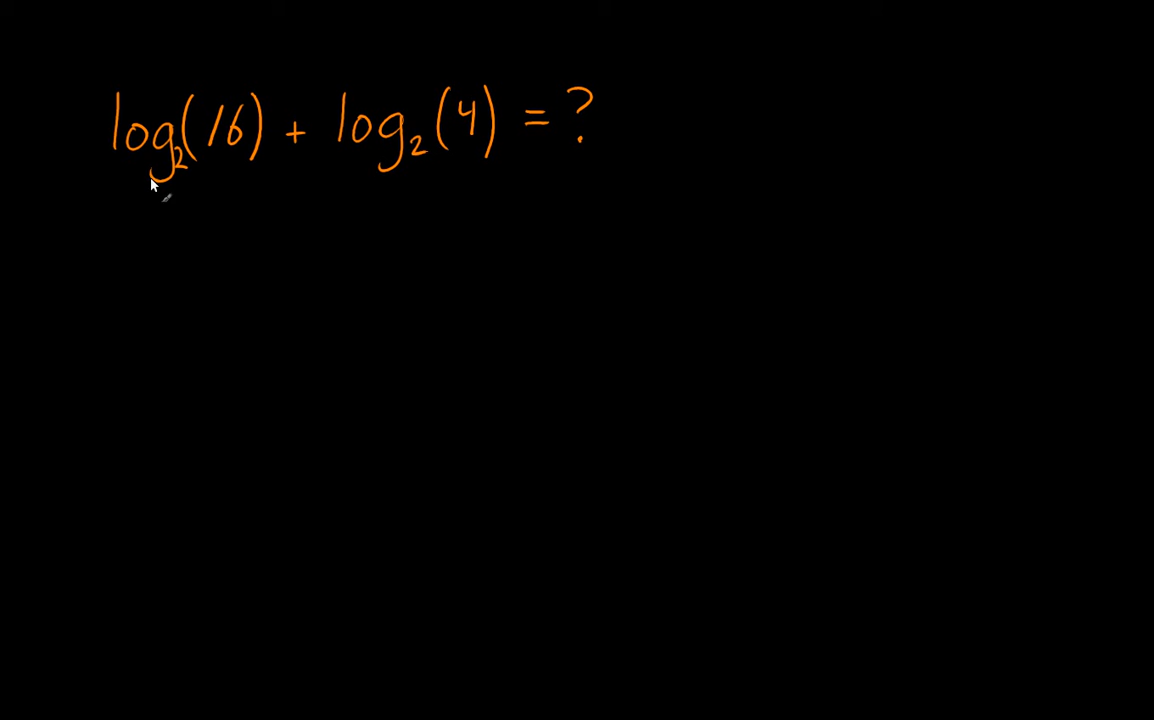 log₂(16) + log₂(4) = ?